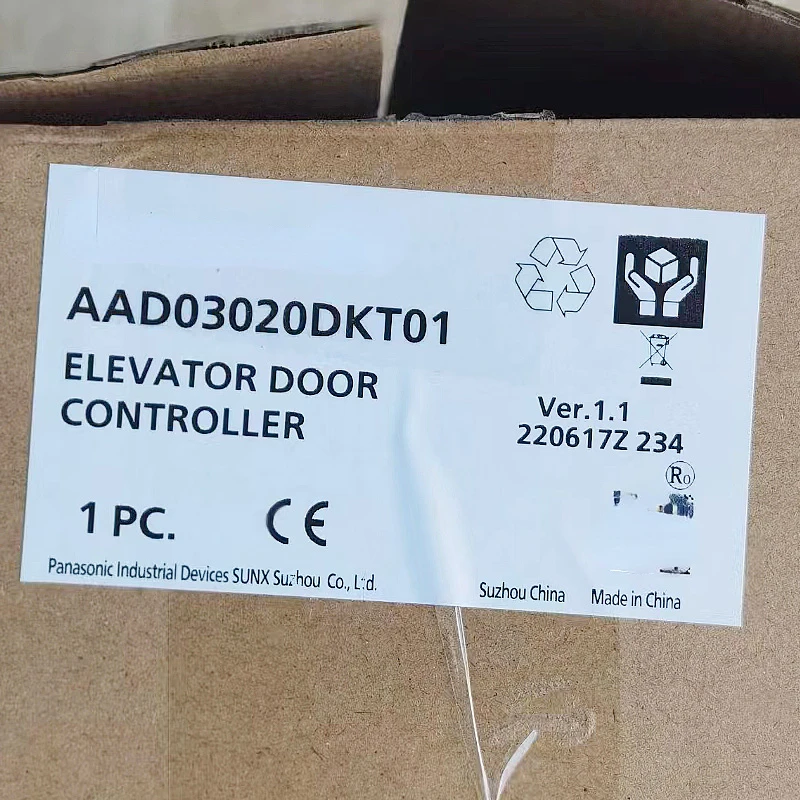 AAD03020DKT01
ELEVATOR DOOR
CONTROLLER
Ver.1.1
220617Z 234
Ro
1 PC.
CE
Panasonic Industrial Devices SUNX Suzhou Co., Ltd.
Suzhou China
Made in China